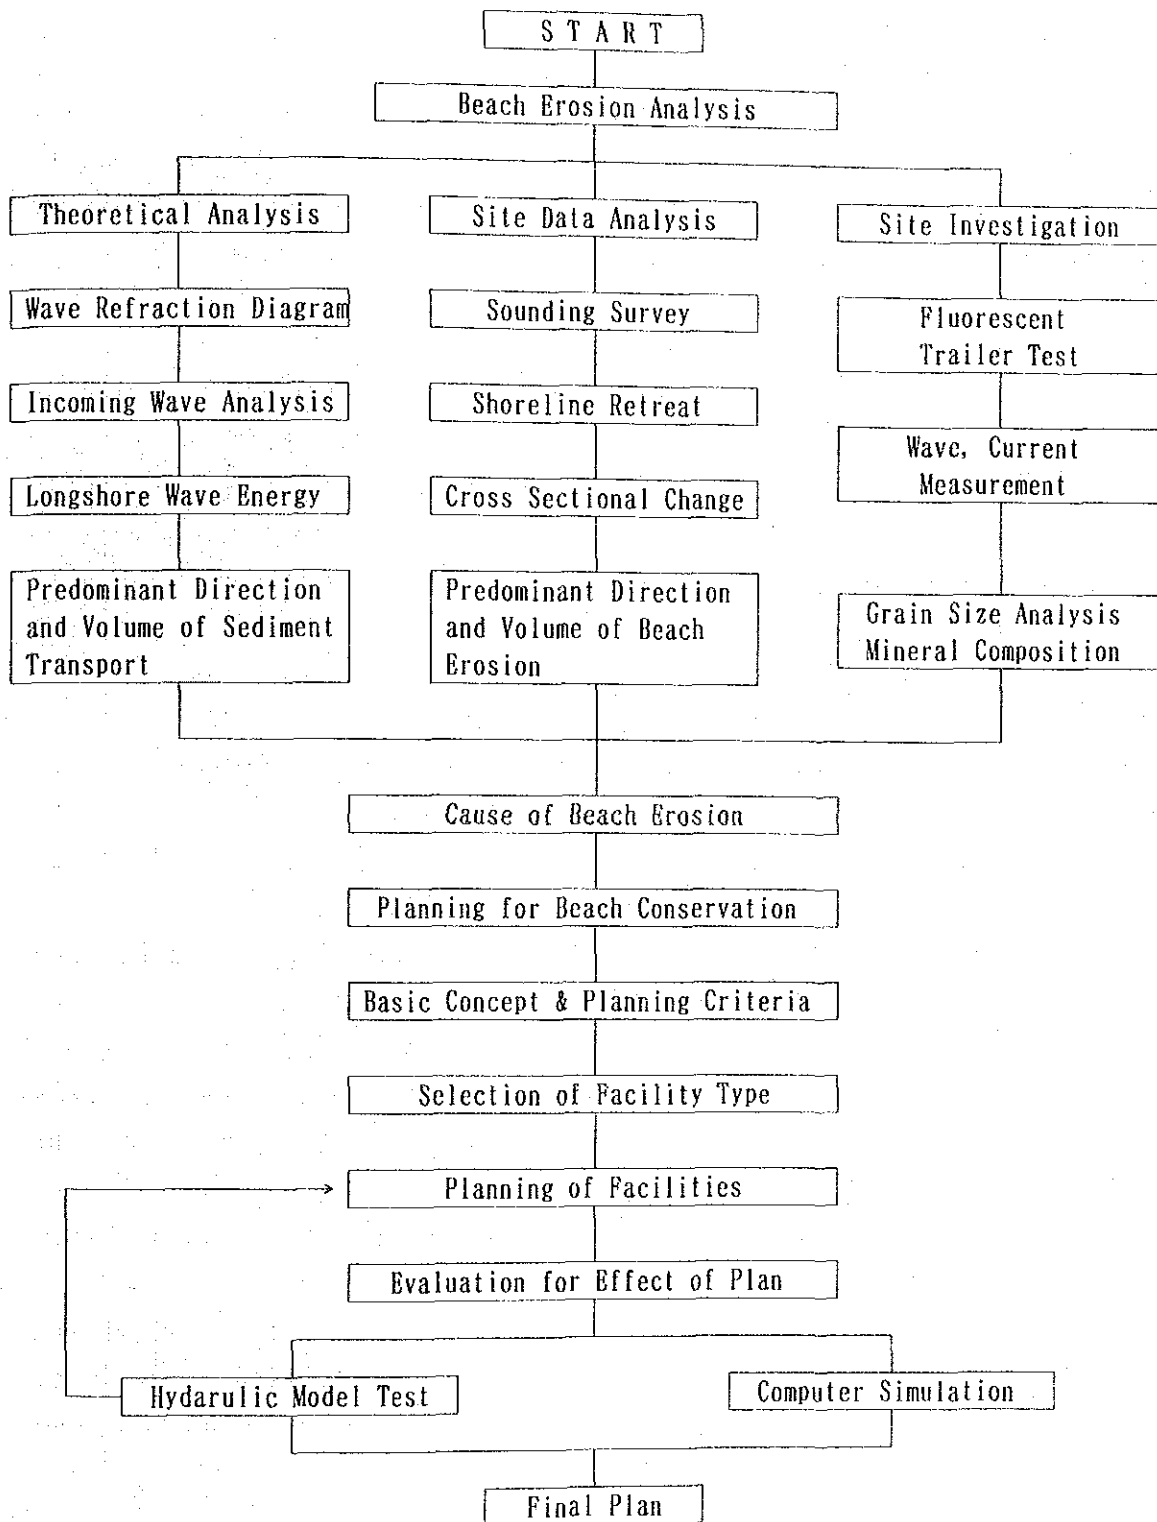 START
Beach Erosion Analysis
Theoretical Analysis
Site Data Analysis
Site Investigation
Wave Refraction Diagram
Sounding Survey
Fluorescent
Trailer Test
Incoming Wave Analysis
Shoreline Retreat
Wave, Current
Measurement
Longshore Wave Energy
Cross Sectional Change
Predominant Direction
and Volume of Sediment
Transport
Predominant Direction
and Volume of Beach
Erosion
Grain Size Analysis
Mineral Composition
Cause of Beach Erosion
Planning for Beach Conservation
Basic Concept & Planning Criteria
Selection of Facility Type
Planning of Facilities
Evaluation for Effect of Plan
Hydarulic Model Test
Computer Simulation
Final Plan